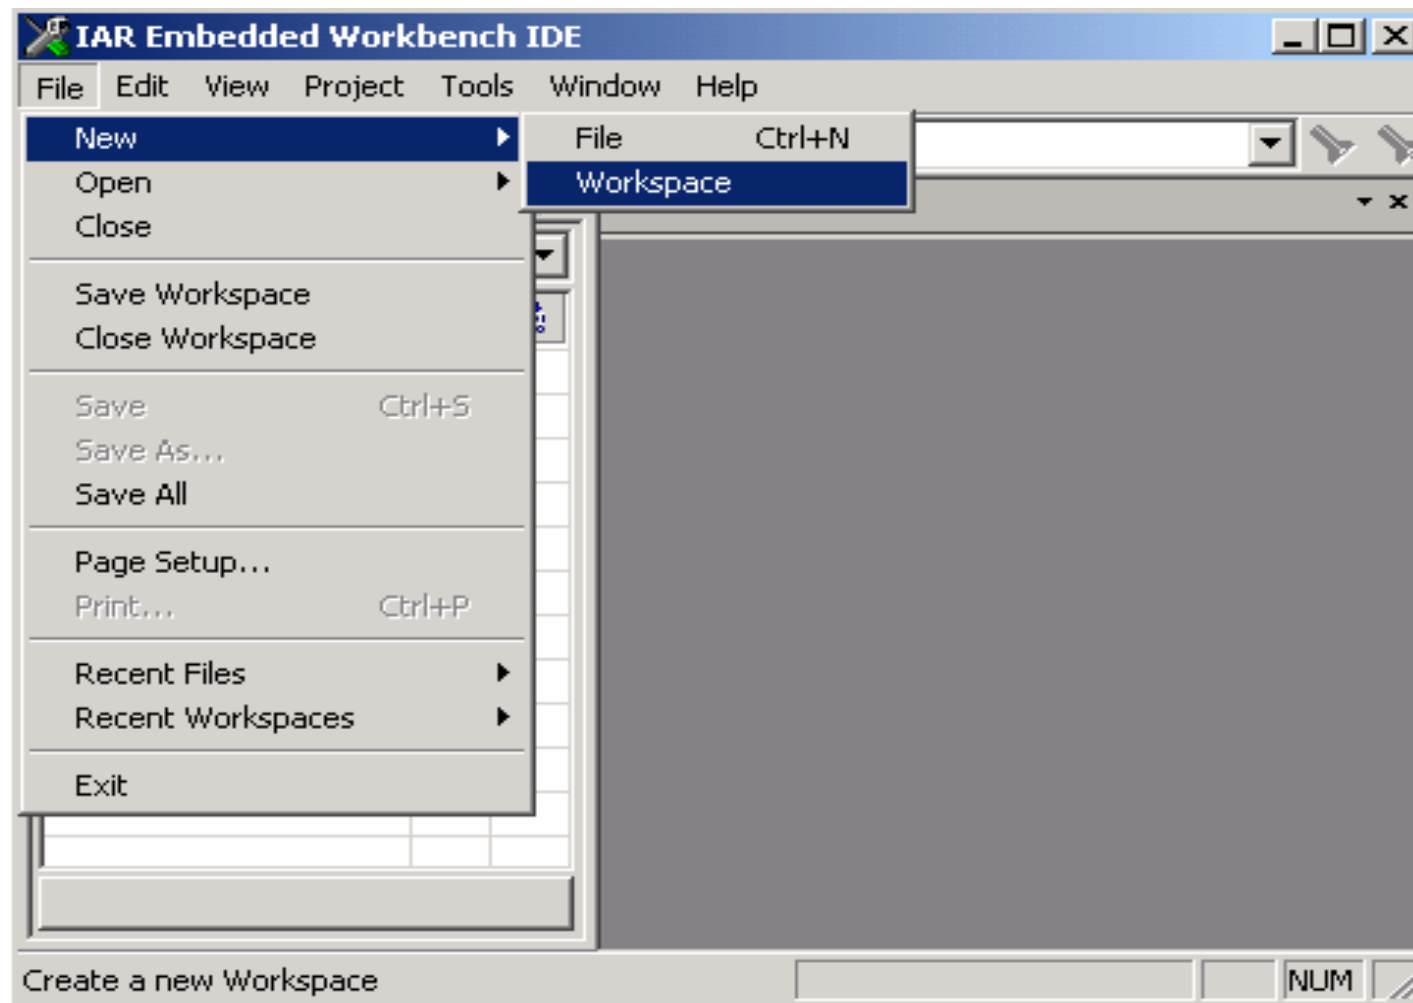 IAR Embedded Workbench IDE
File Edit View Project Tools Window Help
New
File Ctrl+N
Open
Workspace
Close
Save Workspace
Close Workspace
Save Ctrl+S
Save As...
Save All
Page Setup...
Print... Ctrl+P
Recent Files
Recent Workspaces
Exit
Create a new Workspace
NUM